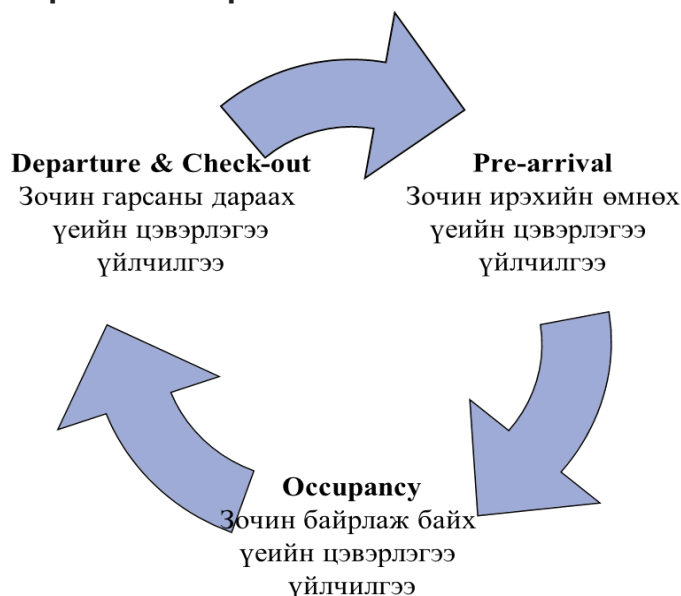 Departure & Check-out
Зочин гарсаны дараах
үеийн цэвэрлэгээ
үйлчилгээ
Pre-arrival
Зочин ирэхийн өмнөх
үеийн цэвэрлэгээ
үйлчилгээ
Occupancy
Зочин байрлаж байх
үеийн цэвэрлэгээ
үйлчилгээ